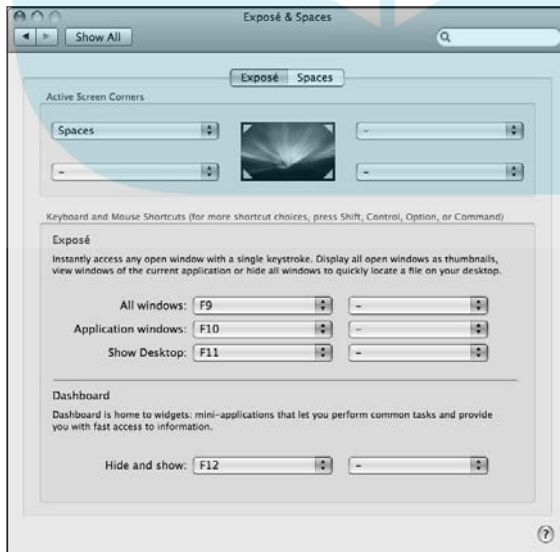 Exposé & Spaces
Show All
Exposé Spaces
Active Screen Corners
Spaces -
- -
Keyboard and Mouse Shortcuts (for more shortcut choices, press Shift, Control, Option, or Command)
Exposé
Instantly access any open window with a single keystroke. Display all open windows as thumbnails,
view windows of the current application or hide all windows to quickly locate a file on your desktop.
All windows: F9 -
Application windows: F10 -
Show Desktop: F11 -
Dashboard
Dashboard is home to widgets: mini-applications that let you perform common tasks and provide
you with fast access to information.
Hide and show: F12 -
?